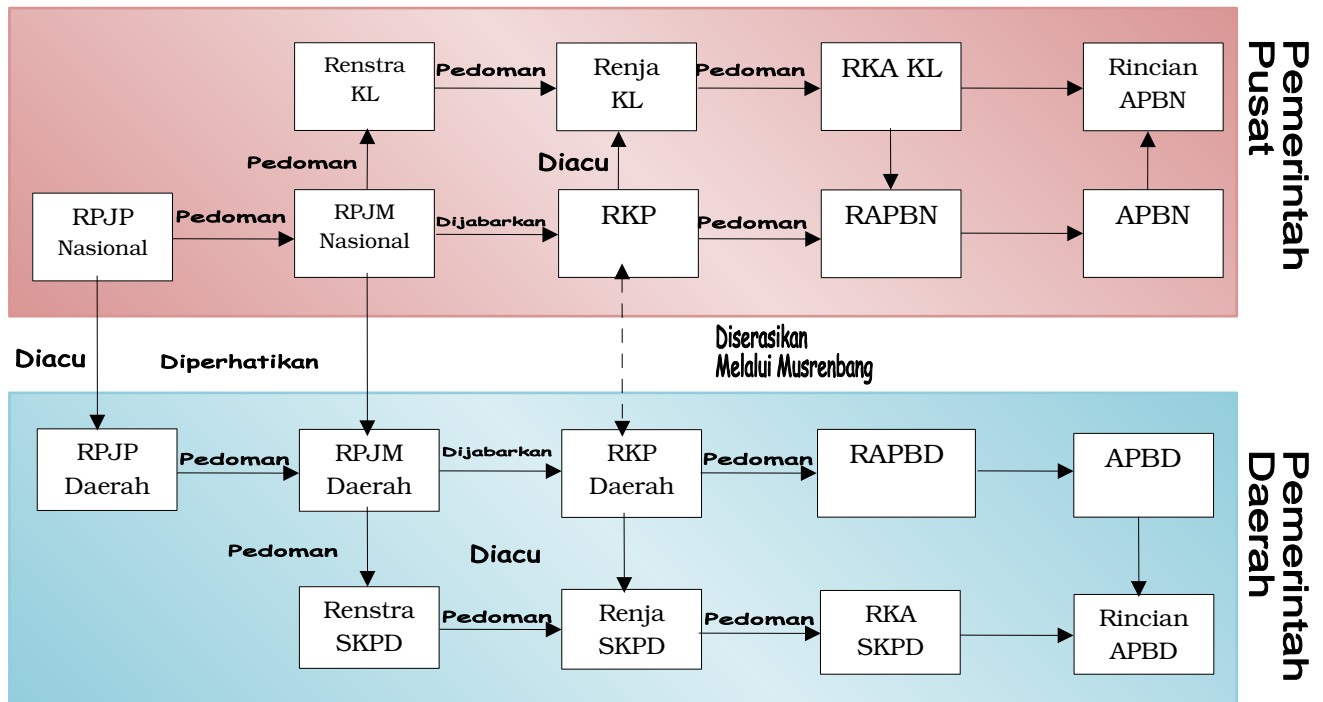 Renstra
KL
Pedoman
Renja
KL
Pedoman
RKA KL
Rincian
APBN
Pemerintah
Pusat
Pedoman
Diacu
RPJP
Nasional
Pedoman
RPJM
Nasional
Dijabarkan
RKP
Pedoman
RAPBN
APBN
Diacu
Diperhatikan
Diserasikan
Melalui Musrenbang
RPJP
Daerah
Pedoman
RPJM
Daerah
Dijabarkan
RKP
Daerah
Pedoman
RAPBD
APBD
Pemerintah
Daerah
Pedoman
Diacu
Renstra
SKPD
Pedoman
Renja
SKPD
Pedoman
RKA
SKPD
Rincian
APBD